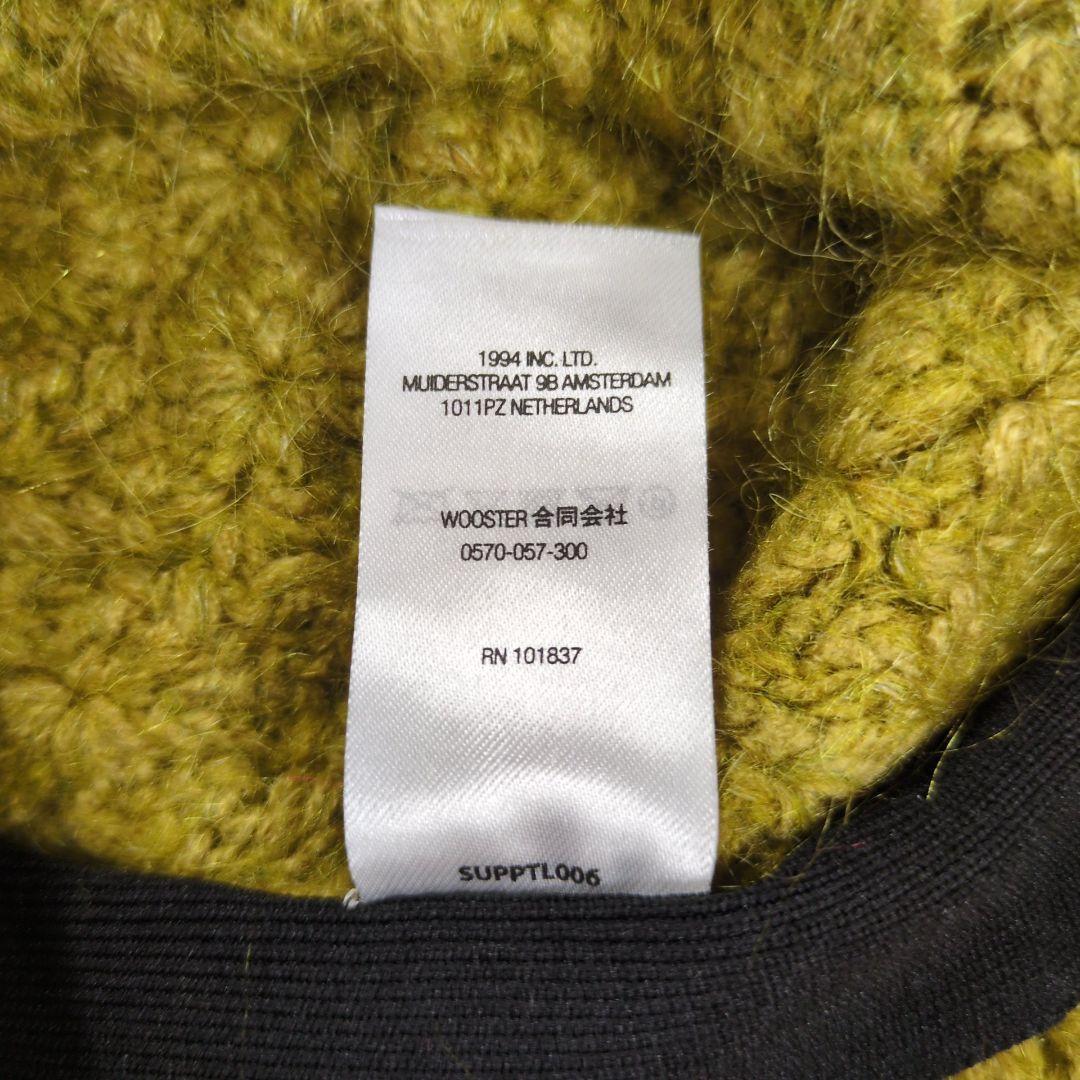 1994 INC. LTD.
MUIDERSTRAAT 9B AMSTERDAM
1011PZ NETHERLANDS
WOOSTER 合同会社
0570-057-300
RN 101837
SUPPTL006